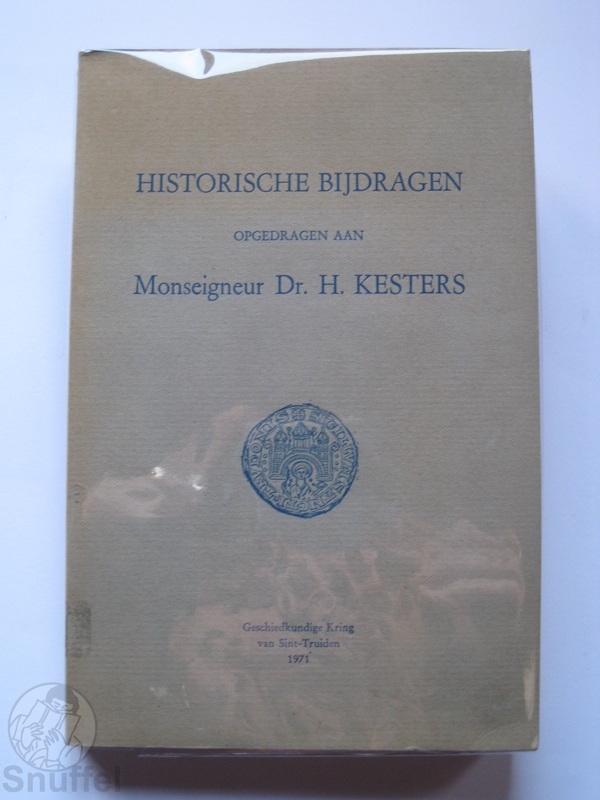 HISTORISCHE BIJDRAGEN
OPGEDRAGEN AAN
Monseigneur Dr. H. KESTERS
Geschiedkundige Kring
van Sint-Truiden
1971
Snuffel